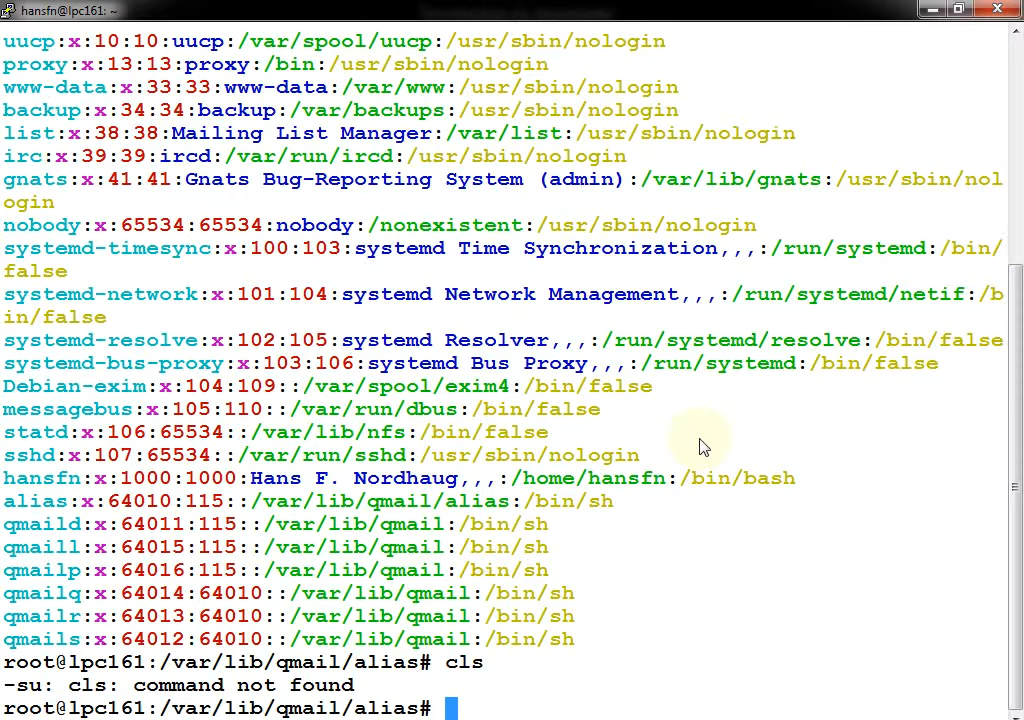 hansfn@lpc161: ~
uucp:x:10:10:uucp:/var/spool/uucp:/usr/sbin/nologin
proxy:x:13:13:proxy:/bin:/usr/sbin/nologin
www-data:x:33:33:www-data:/var/www:/usr/sbin/nologin
backup:x:34:34:backup:/var/backups:/usr/sbin/nologin
list:x:38:38:Mailing List Manager:/var/list:/usr/sbin/nologin
irc:x:39:39:ircd:/var/run/ircd:/usr/sbin/nologin
gnats:x:41:41:Gnats Bug-Reporting System (admin):/var/lib/gnats:/usr/sbin/nol
ogin
nobody:x:65534:65534:nobody:/nonexistent:/usr/sbin/nologin
systemd-timesync:x:100:103:systemd Time Synchronization,,,:/run/systemd:/bin/
false
systemd-network:x:101:104:systemd Network Management,,,:/run/systemd/netif:/b
in/false
systemd-resolve:x:102:105:systemd Resolver,,,:/run/systemd/resolve:/bin/false
systemd-bus-proxy:x:103:106:systemd Bus Proxy,,,:/run/systemd:/bin/false
Debian-exim:x:104:109::/var/spool/exim4:/bin/false
messagebus:x:105:110::/var/run/dbus:/bin/false
statd:x:106:65534::/var/lib/nfs:/bin/false
sshd:x:107:65534::/var/run/sshd:/usr/sbin/nologin
hansfn:x:1000:1000:Hans F. Nordhaug,,,:/home/hansfn:/bin/bash
alias:x:64010:115::/var/lib/qmail/alias:/bin/sh
qmaild:x:64011:115::/var/lib/qmail:/bin/sh
qmaill:x:64015:115::/var/lib/qmail:/bin/sh
qmailp:x:64016:115::/var/lib/qmail:/bin/sh
qmailq:x:64014:64010::/var/lib/qmail:/bin/sh
qmailr:x:64013:64010::/var/lib/qmail:/bin/sh
qmails:x:64012:64010::/var/lib/qmail:/bin/sh
root@lpc161:/var/lib/qmail/alias# cls
-su: cls: command not found
root@lpc161:/var/lib/qmail/alias#